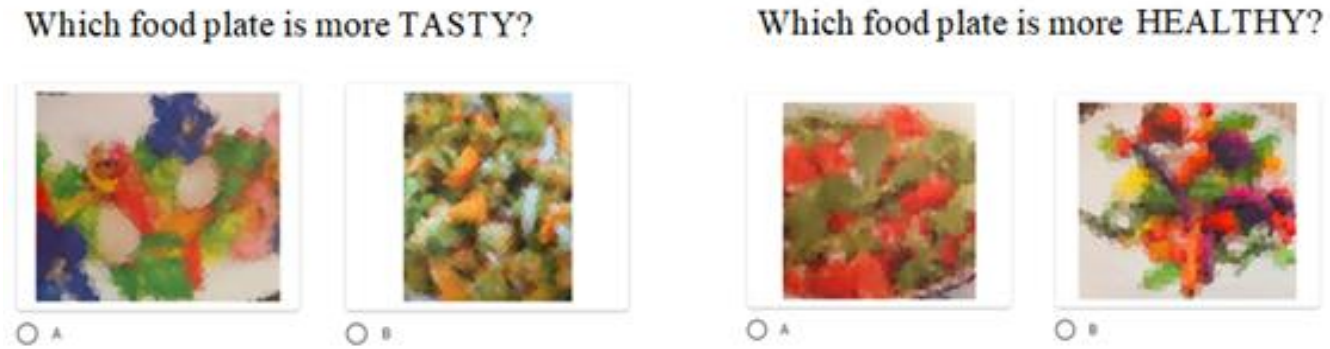 Which food plate is more TASTY?
A
B
Which food plate is more HEALTHY?
A
B